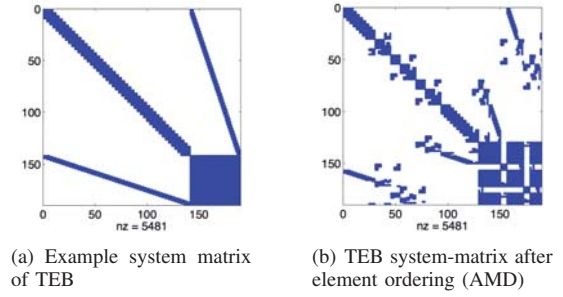 0
50
100
150
0 50 100 150
nz = 5481
(a) Example system matrix
of TEB
0
50
100
150
0 50 100 150
nz = 5481
(b) TEB system-matrix after
element ordering (AMD)